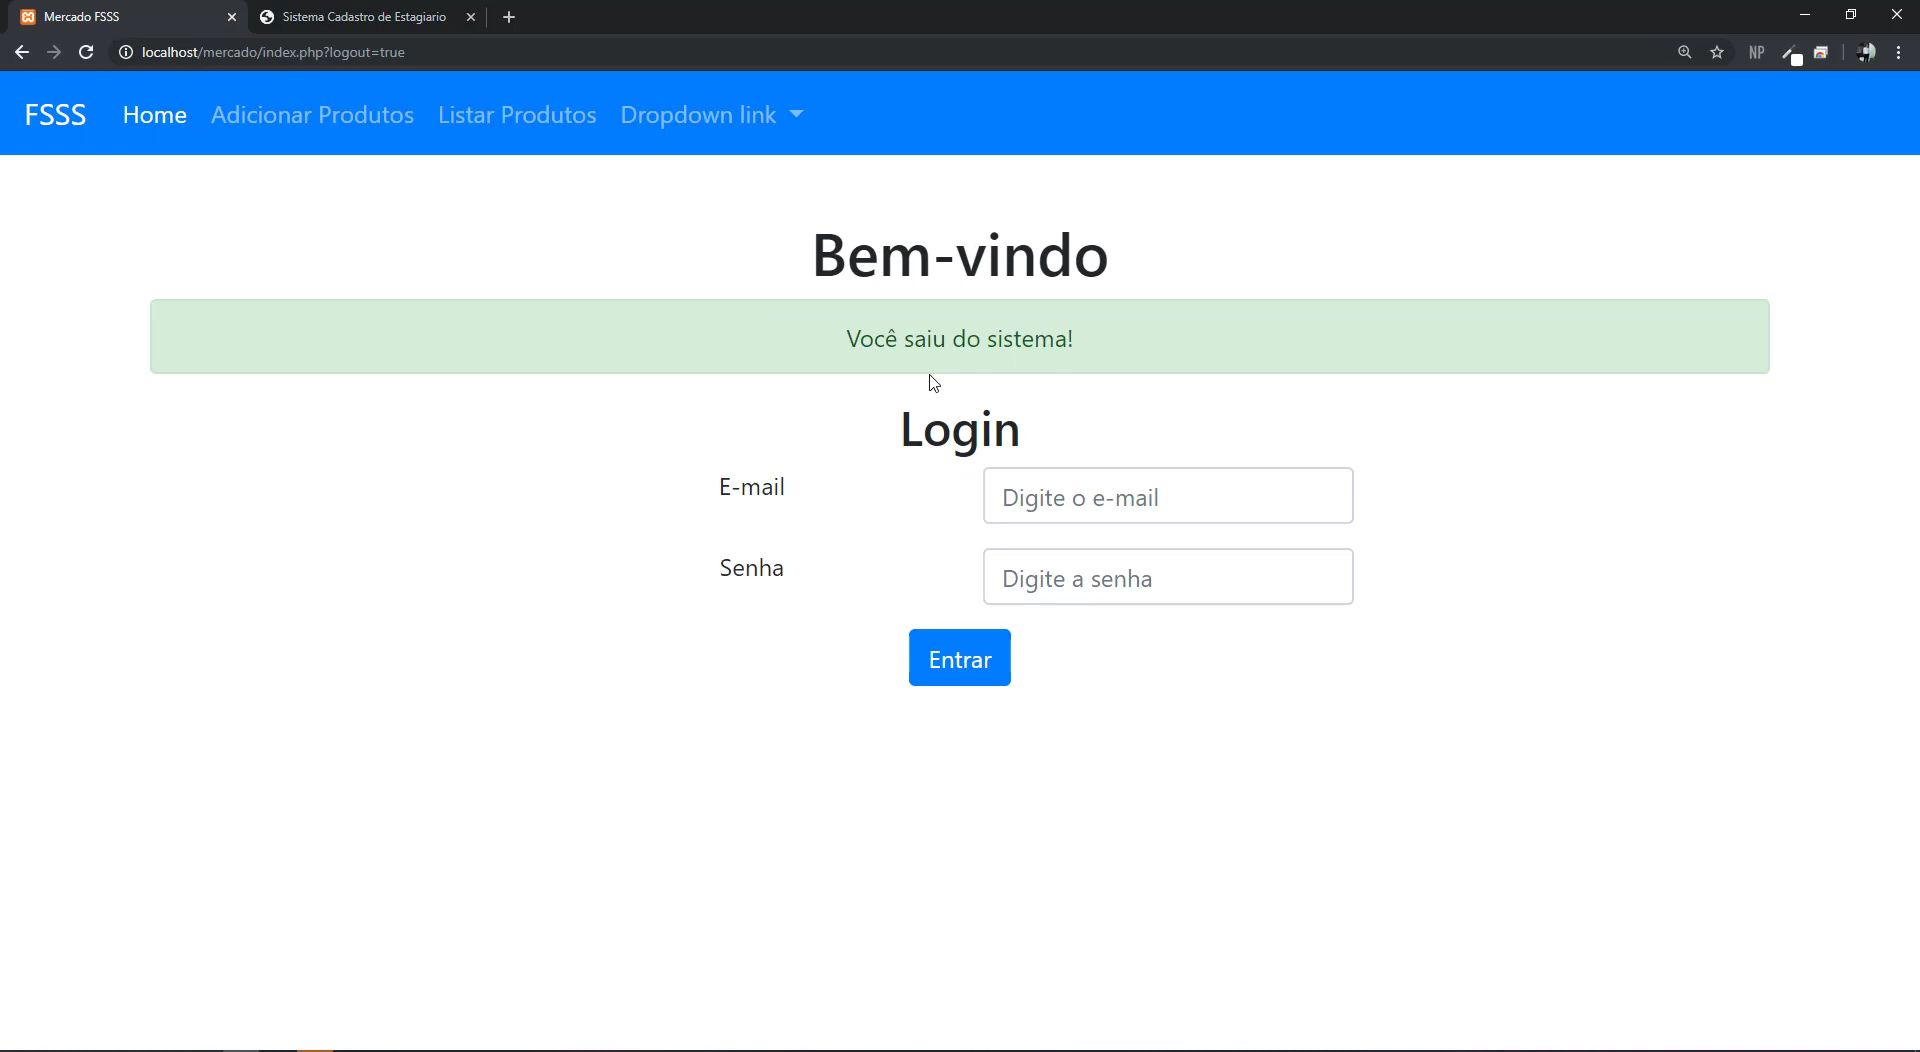 Mercado FSSS
Sistema Cadastro de Estagiario
localhost/mercado/index.php?logout=true
NP
FSSS Home Adicionar Produtos Listar Produtos Dropdown link
Bem-vindo
Você saiu do sistema!
Login
E-mail
Digite o e-mail
Senha
Digite a senha
Entrar